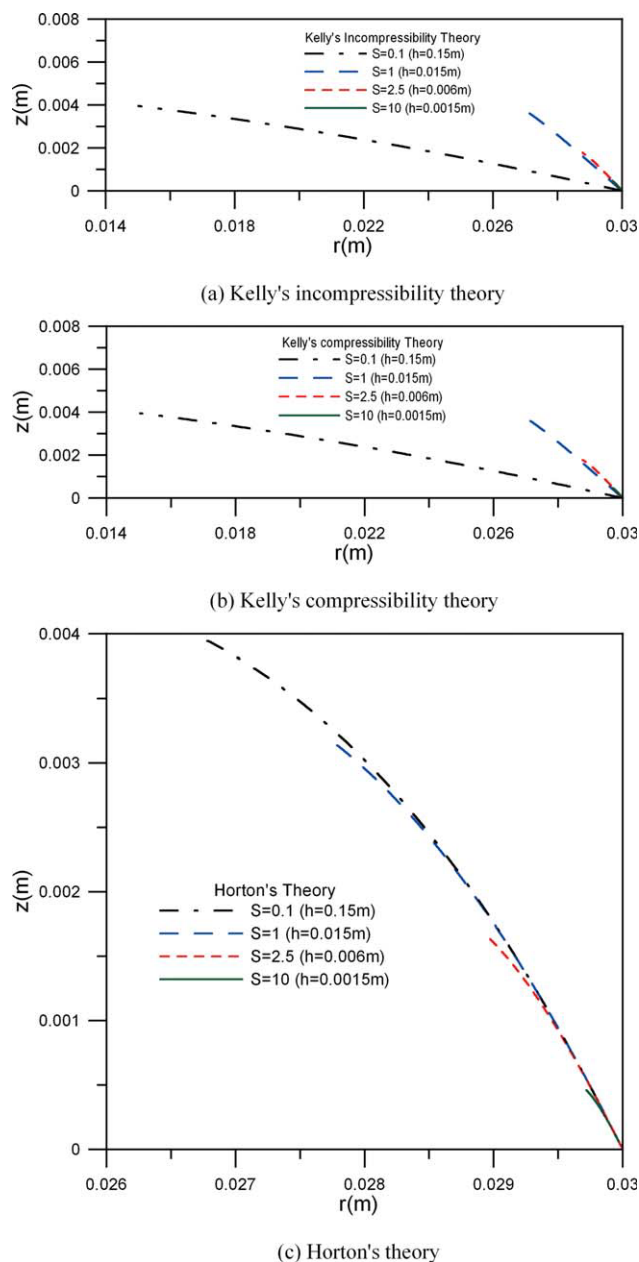 0.008
0.006
0.004
0.002
0
z(m)
Kelly's Incompressibility Theory
S=0.1 (h=0.15m)
S=1 (h=0.015m)
S=2.5 (h=0.006m)
S=10 (h=0.0015m)
0.014 0.018 0.022 0.026 0.03
r(m)
(a) Kelly's incompressibility theory
0.008
0.006
0.004
0.002
0
z(m)
Kelly's compressibility Theory
S=0.1 (h=0.15m)
S=1 (h=0.015m)
S=2.5 (h=0.006m)
S=10 (h=0.0015m)
0.014 0.018 0.022 0.026 0.03
r(m)
(b) Kelly's compressibility theory
0.004
0.003
0.002
0.001
0
z(m)
Horton's Theory
S=0.1 (h=0.15m)
S=1 (h=0.015m)
S=2.5 (h=0.006m)
S=10 (h=0.0015m)
0.026 0.027 0.028 0.029 0.03
r(m)
(c) Horton's theory